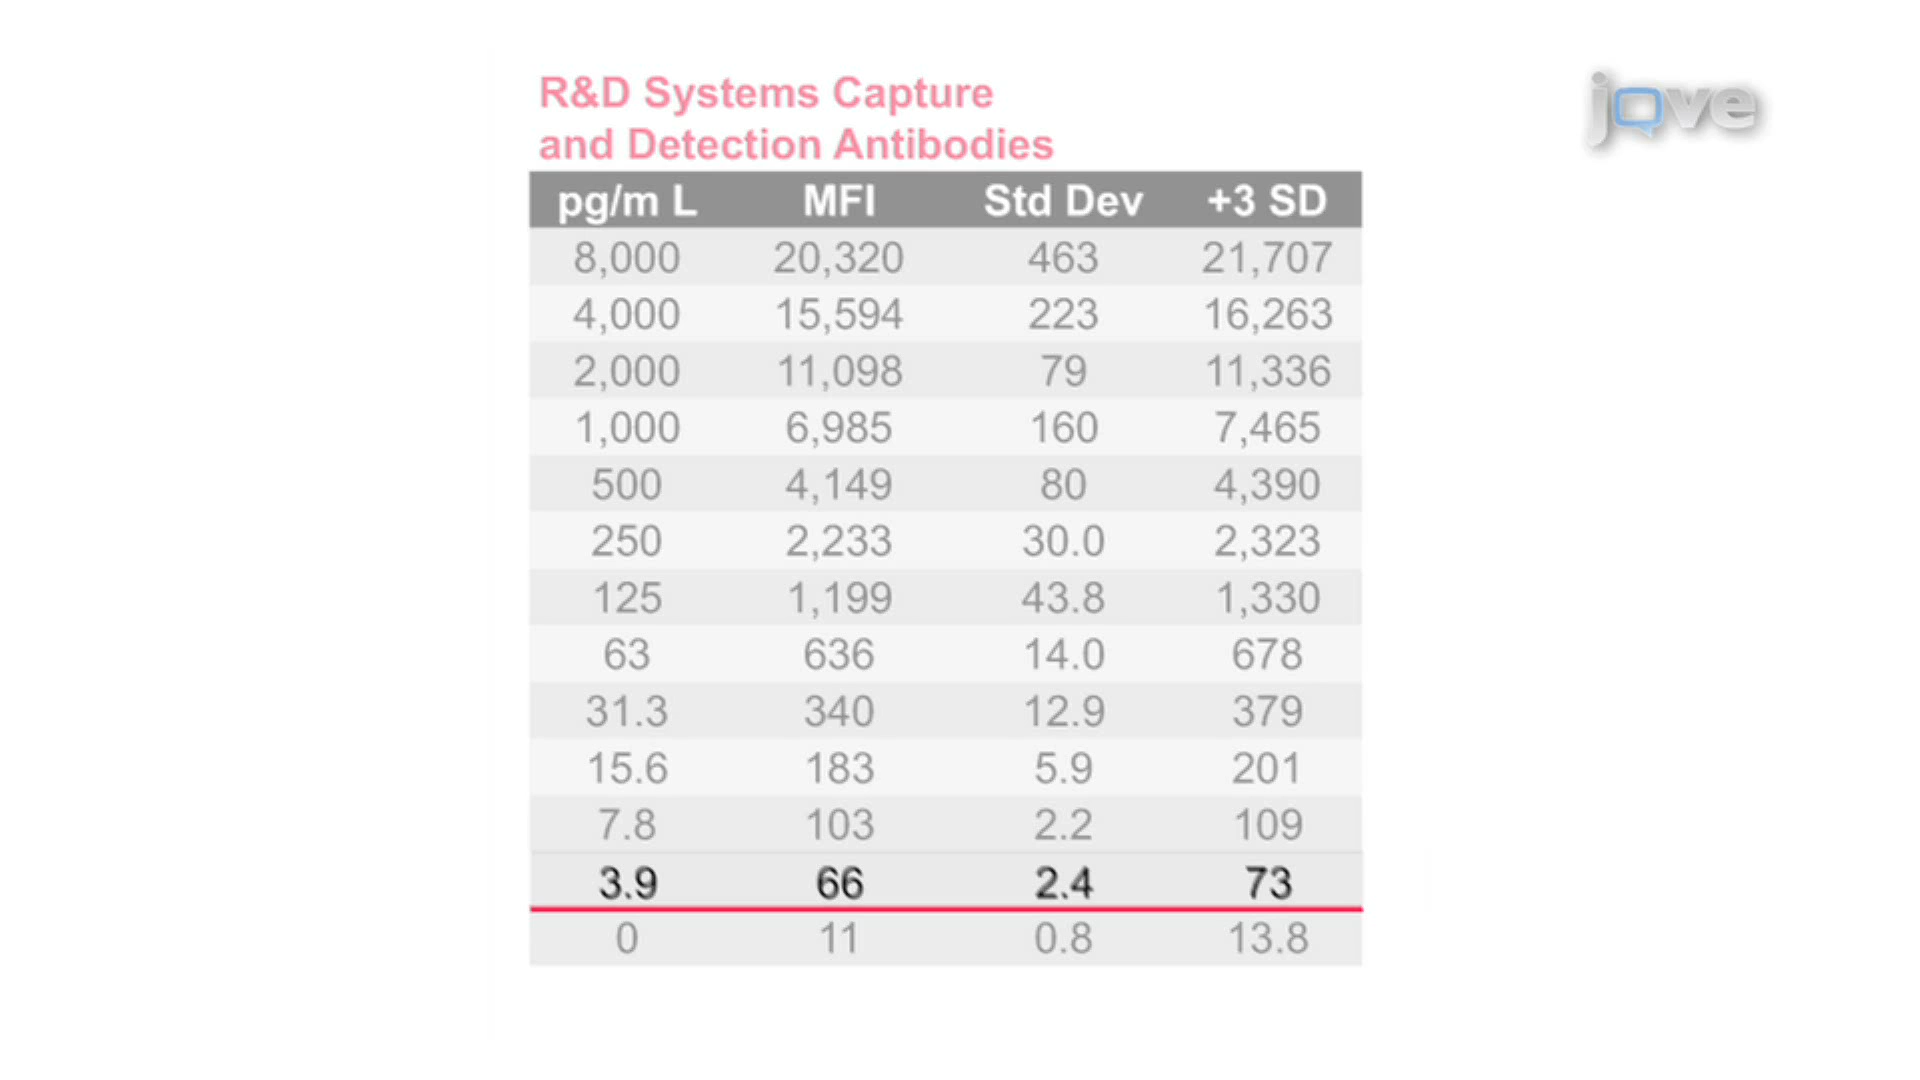 R&D Systems Capture
and Detection Antibodies
jove
pg/m L MFI Std Dev +3 SD
8,000 20,320 463 21,707
4,000 15,594 223 16,263
2,000 11,098 79 11,336
1,000 6,985 160 7,465
500 4,149 80 4,390
250 2,233 30.0 2,323
125 1,199 43.8 1,330
63 636 14.0 678
31.3 340 12.9 379
15.6 183 5.9 201
7.8 103 2.2 109
3.9 66 2.4 73
0 11 0.8 13.8